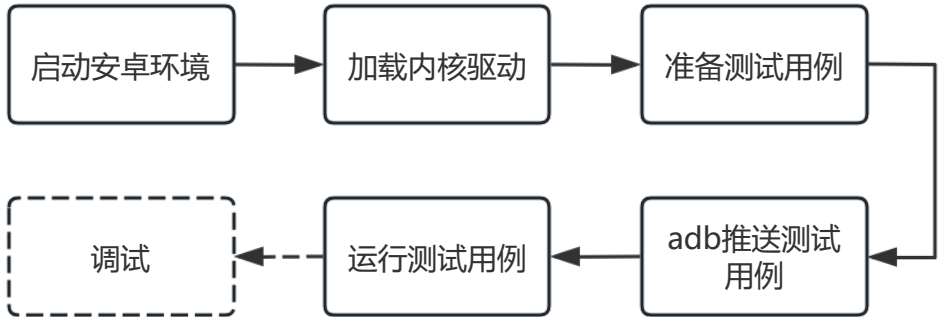 启动安卓环境
加载内核驱动
准备测试用例
adb推送测试
用例
运行测试用例
调试